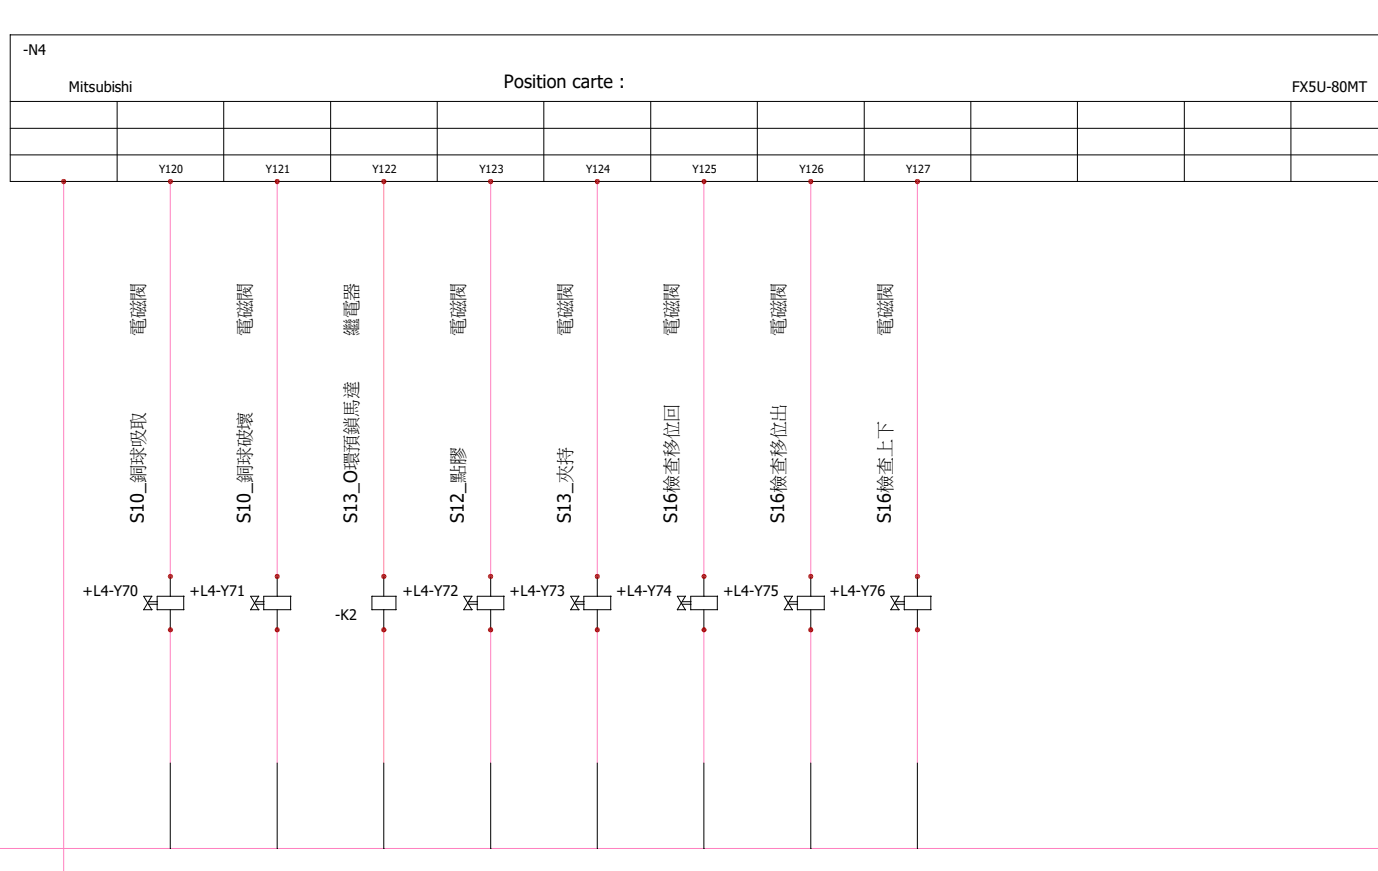 -N4
Mitsubishi
Position carte :
FX5U-80MT
Y120
Y121
Y122
Y123
Y124
Y125
Y126
Y127
S10_銅球吸取 電磁閥
S10_銅球破壞 電磁閥
S13_O環預鎖馬達 繼電器
S12_點膠 電磁閥
S13_夾持 電磁閥
S16檢查移位回 電磁閥
S16檢查移位出 電磁閥
S16檢查上下 電磁閥
+L4-Y70
+L4-Y71
-K2
+L4-Y72
+L4-Y73
+L4-Y74
+L4-Y75
+L4-Y76